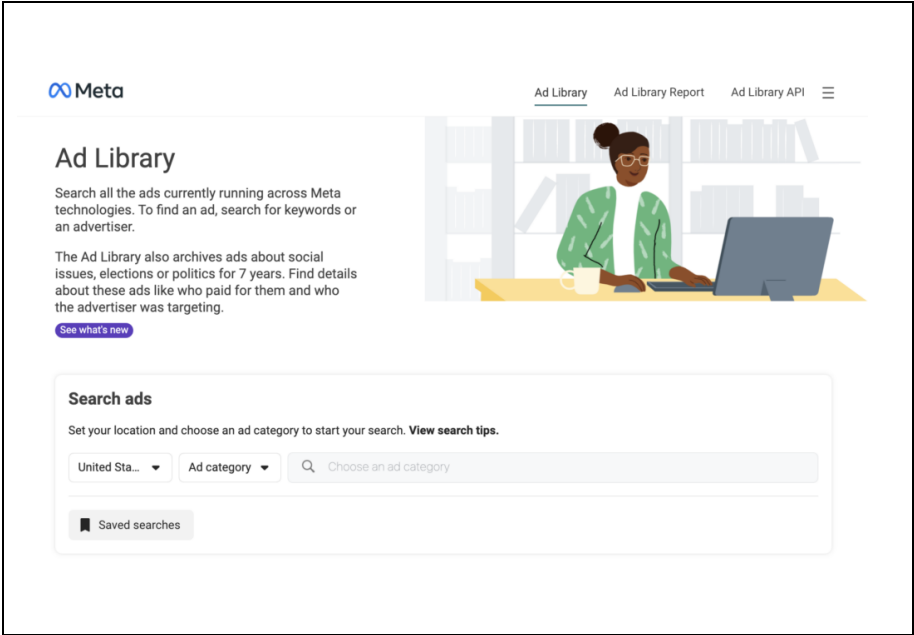 Meta
Ad Library
Ad Library Report
Ad Library API
Ad Library
Search all the ads currently running across Meta
technologies. To find an ad, search for keywords or
an advertiser.
The Ad Library also archives ads about social
issues, elections or politics for 7 years. Find details
about these ads like who paid for them and who
the advertiser was targeting.
See what's new
Search ads
Set your location and choose an ad category to start your search. View search tips.
United Sta...
Ad category
Choose an ad category
Saved searches